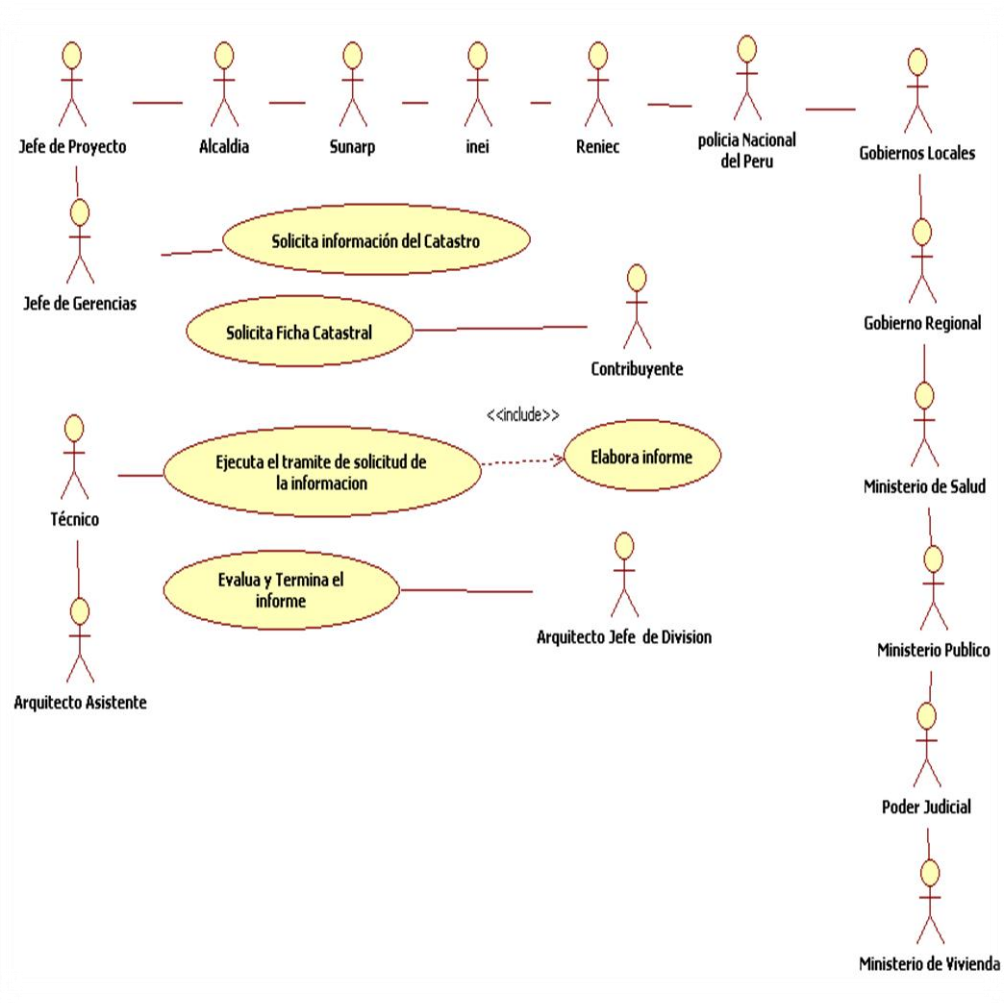 Jefe de Proyecto
Alcaldia
Sunarp
inei
Reniec
policia Nacional
del Peru
Gobiernos Locales
Solicita información del Catastro
Jefe de Gerencias
Solicita Ficha Catastral
Contribuyente
Gobierno Regional
<<include>>
Ejecuta el tramite de solicitud de
la informacion
Elabora informe
Ministerio de Salud
Técnico
Evalua y Termina el
informe
Arquitecto Jefe de Division
Ministerio Publico
Arquitecto Asistente
Poder Judicial
Ministerio de Vivienda